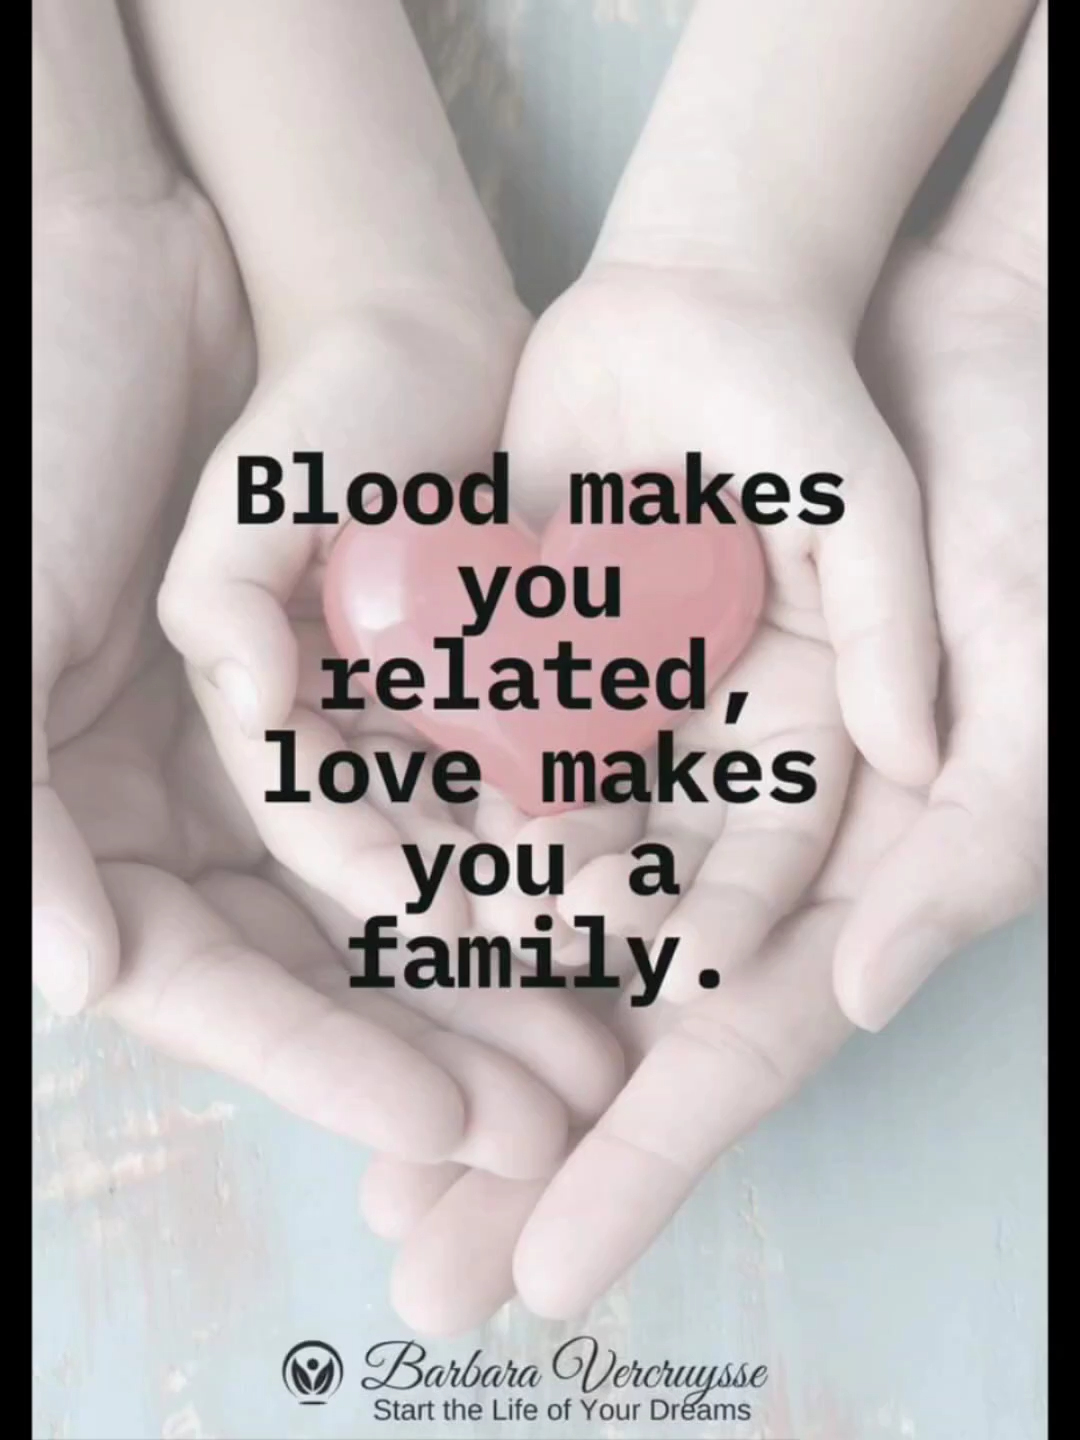 Blood makes
you
related,
love makes
you a
family.
Barbara Vercruysse
Start the Life of Your Dreams